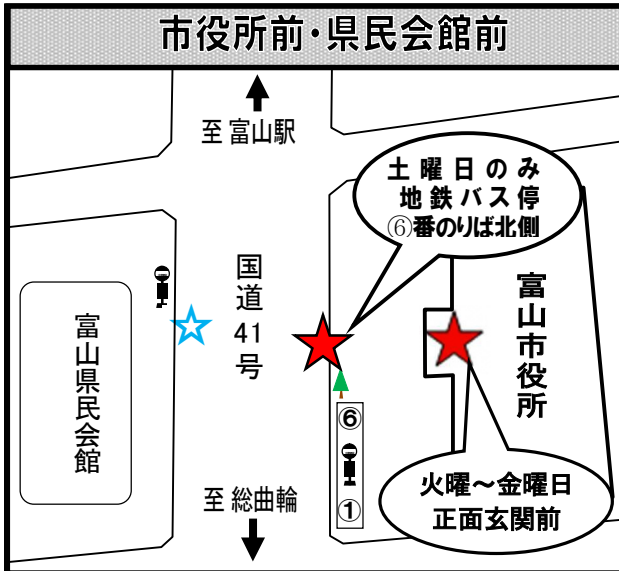 市役所前・県民会館前
至 富山駅
土曜日のみ
地鉄バス停
⑥番のりば北側
国道41号
富山県民会館
富山市役所
⑥
①
至 総曲輪
火曜～金曜日
正面玄関前